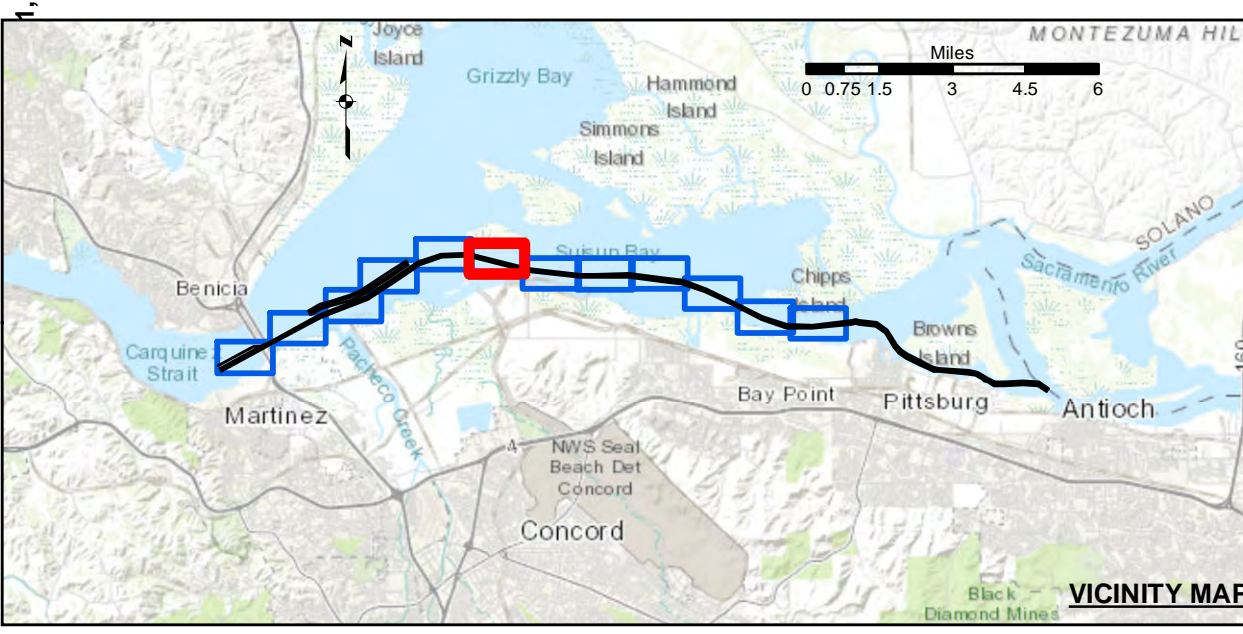 Joyce
Island
N
Grizzly Bay
MONTEZUMA HIL
Miles
0 0.75 1.5 3 4.5 6
Hammond
Island
Simmons
Island
SOLANO
Sacramento River
Suisun Bay
Chipps
Island
Benicia
Browns
Island
Carquinez
Strait
Pacheco Creek
160
Martinez
Bay Point
Pittsburg
Antioch
4
NWS Seal
Beach Det
Concord
Concord
Black
Diamond Mines
VICINITY MAP